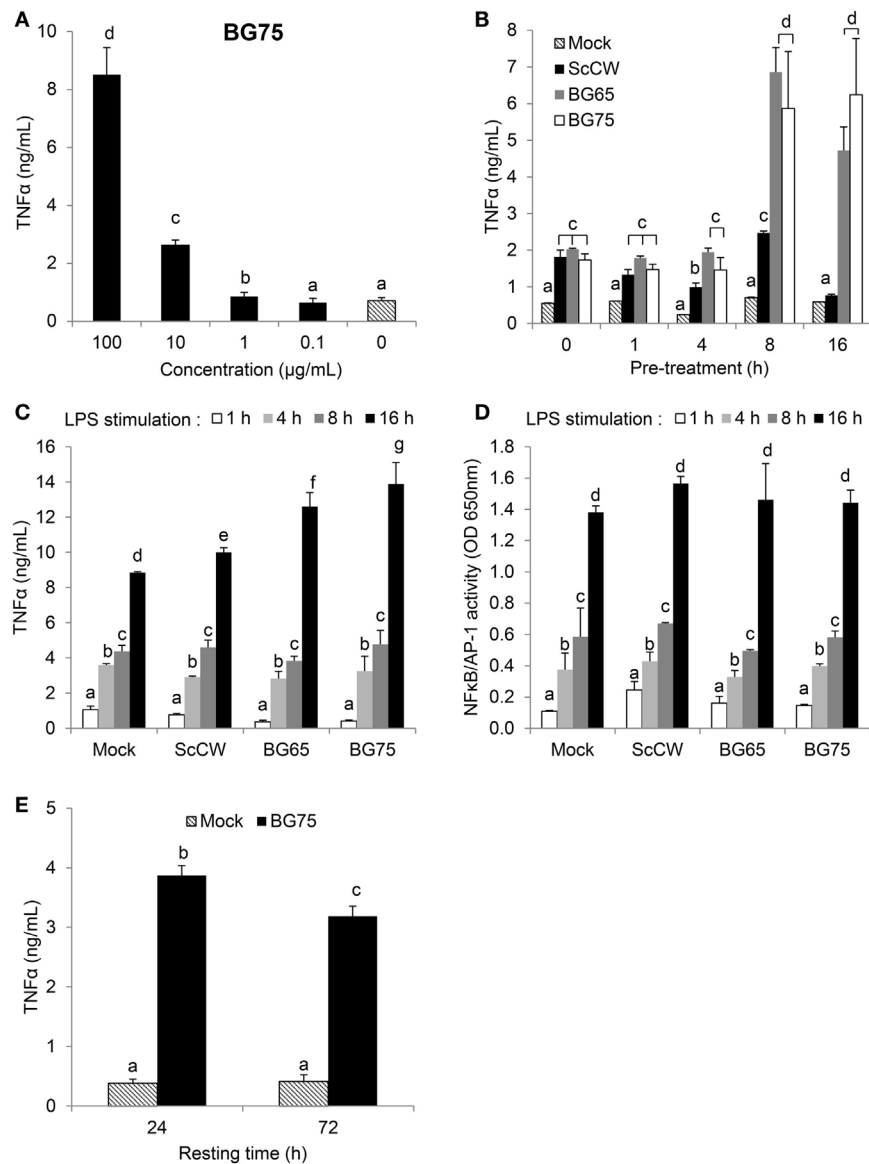 A
BG75
TNFα (ng/mL)
10
8
6
4
2
0
d
c
b
a
a
100 10 1 0.1 0
Concentration (µg/mL)
B
TNFα (ng/mL)
8
7
6
5
4
3
2
1
0
Mock
ScCW
BG65
BG75
a c
a c
a b c
a c d
a a d
0 1 4 8 16
Pre-treatment (h)
C
LPS stimulation : 1 h 4 h 8 h 16 h
TNFα (ng/mL)
16
14
12
10
8
6
4
2
0
a b c d
a b c e
a b c f
a b c g
Mock ScCW BG65 BG75
D
LPS stimulation : 1 h 4 h 8 h 16 h
NFκB/AP-1 activity (OD 650nm)
1.8
1.6
1.4
1.2
1.0
0.8
0.6
0.4
0.2
0.0
a b c d
a b c d
a b c d
a b c d
Mock ScCW BG65 BG75
E
Mock BG75
TNFα (ng/mL)
5
4
3
2
1
0
a b
a c
24 72
Resting time (h)